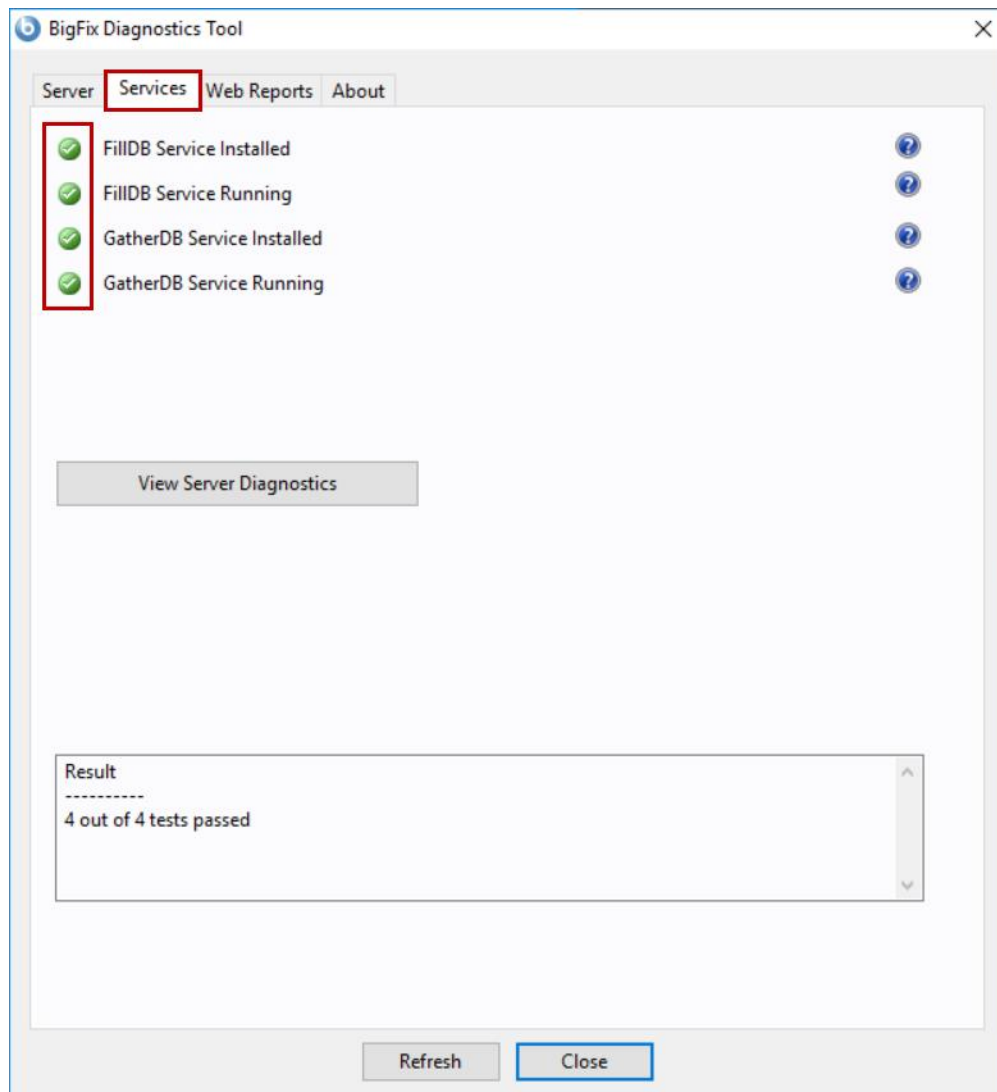 BigFix Diagnostics Tool
Server Services Web Reports About
FillDB Service Installed
FillDB Service Running
GatherDB Service Installed
GatherDB Service Running
View Server Diagnostics
Result
----------
4 out of 4 tests passed
Refresh Close